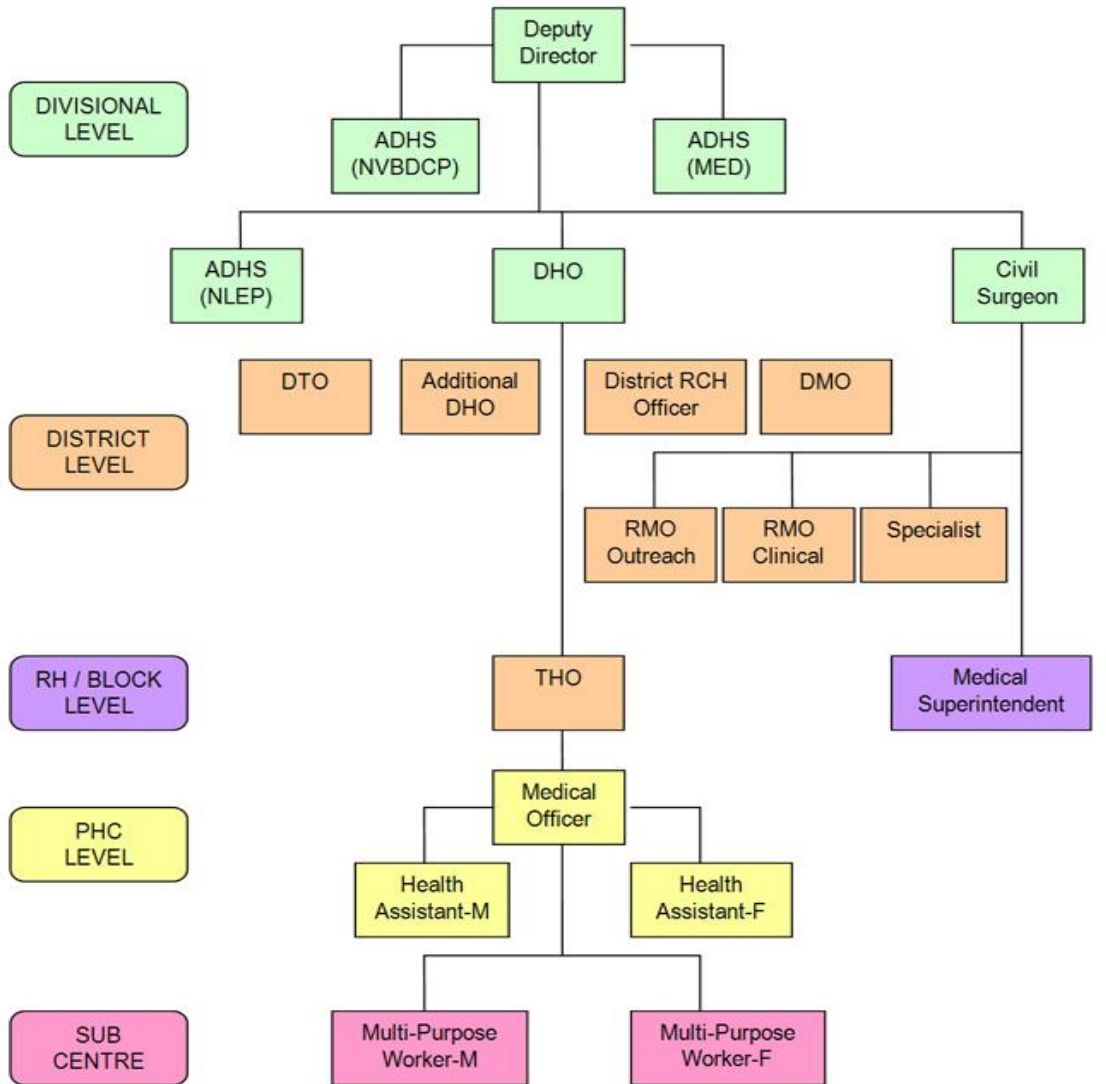 Deputy
Director
DIVISIONAL
LEVEL
ADHS
(NVBDCP)
ADHS
(MED)
ADHS
(NLEP)
DHO
Civil
Surgeon
DISTRICT
LEVEL
DTO
Additional
DHO
District RCH
Officer
DMO
RMO
Outreach
RMO
Clinical
Specialist
RH / BLOCK
LEVEL
THO
Medical
Superintendent
PHC
LEVEL
Medical
Officer
Health
Assistant-M
Health
Assistant-F
SUB
CENTRE
Multi-Purpose
Worker-M
Multi-Purpose
Worker-F